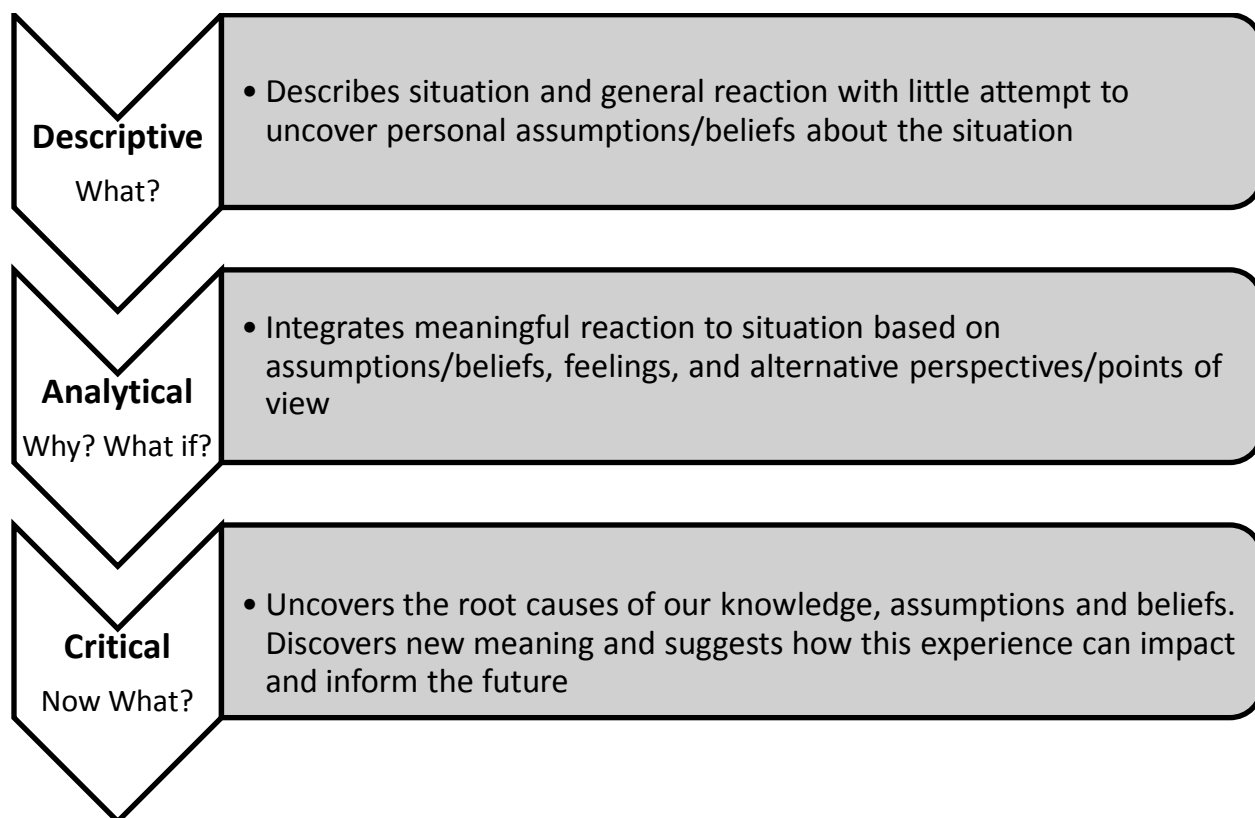 • Describes situation and general reaction with little attempt to
uncover personal assumptions/beliefs about the situation
Descriptive
What?
• Integrates meaningful reaction to situation based on
assumptions/beliefs, feelings, and alternative perspectives/points of
view
Analytical
Why? What if?
• Uncovers the root causes of our knowledge, assumptions and beliefs.
Discovers new meaning and suggests how this experience can impact
and inform the future
Critical
Now What?